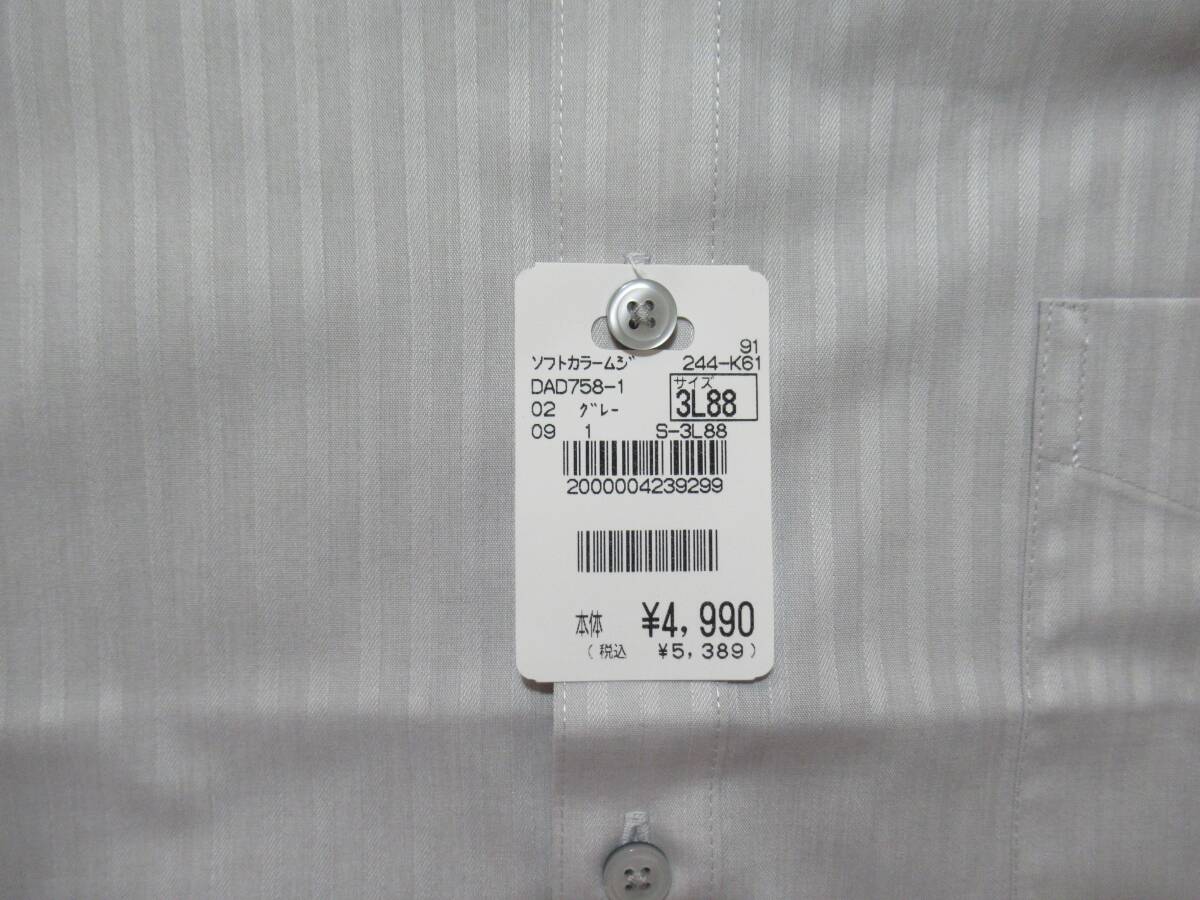 91
ｿﾌﾄｶﾗｰﾑｼﾞ 244-K61
DAD758-1 サイズ
02 ｸﾞﾚｰ 3L88
09 1 S-3L88
2000004239299
本体 ¥4,990
(税込 ¥5,389)